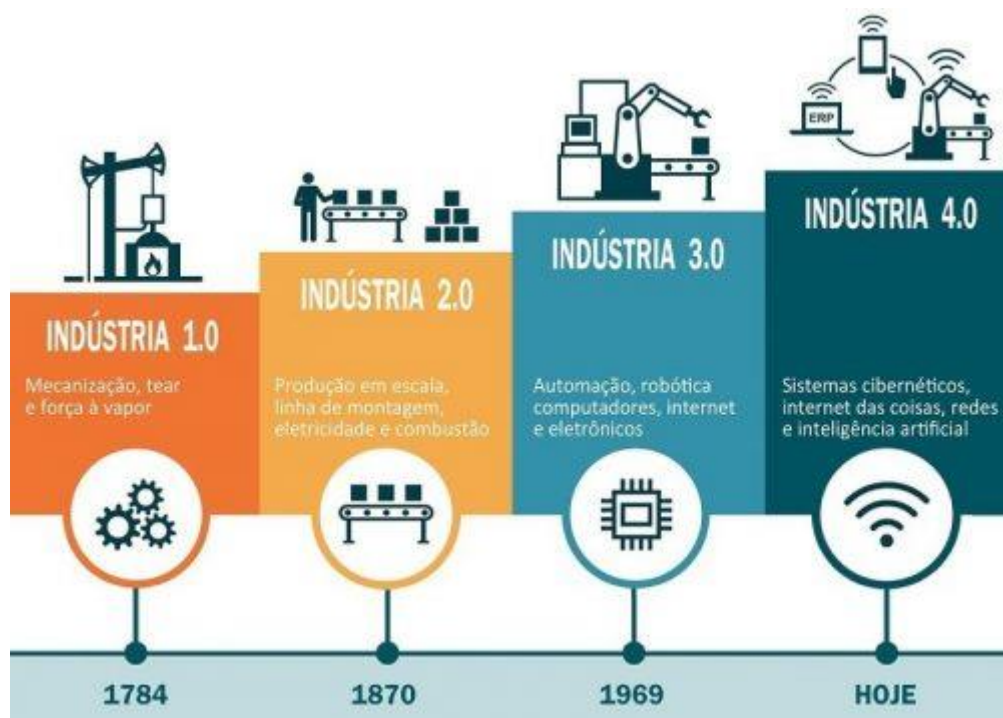 ERP
INDÚSTRIA 1.0
Mecanização, tear
e força à vapor
INDÚSTRIA 2.0
Produção em escala,
linha de montagem,
eletricidade e combustão
INDÚSTRIA 3.0
Automação, robótica
computadores, internet
e eletrônicos
INDÚSTRIA 4.0
Sistemas cibernéticos,
internet das coisas, redes
e inteligência artificial
1784
1870
1969
HOJE